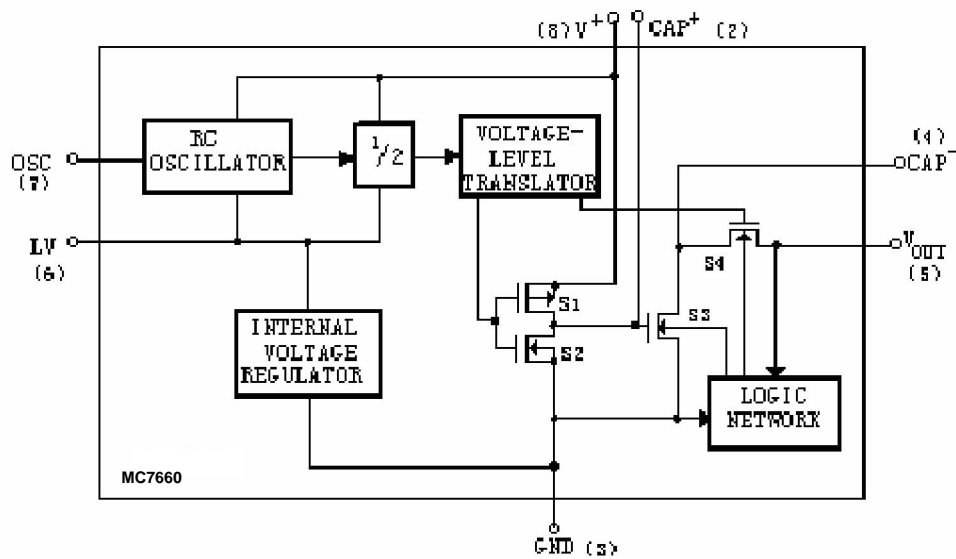 (8) V+ CAP+ (2)
RC
OSCILLATOR
1/2
VOLTAGE-
LEVEL
TRANSLATOR
(4)
CAP-
OSC
(7)
LV
(6)
S4
VOUT
(5)
S1
S3
S2
INTERNAL
VOLTAGE
REGULATOR
LOGIC
NETWORK
MC7660
GND (3)